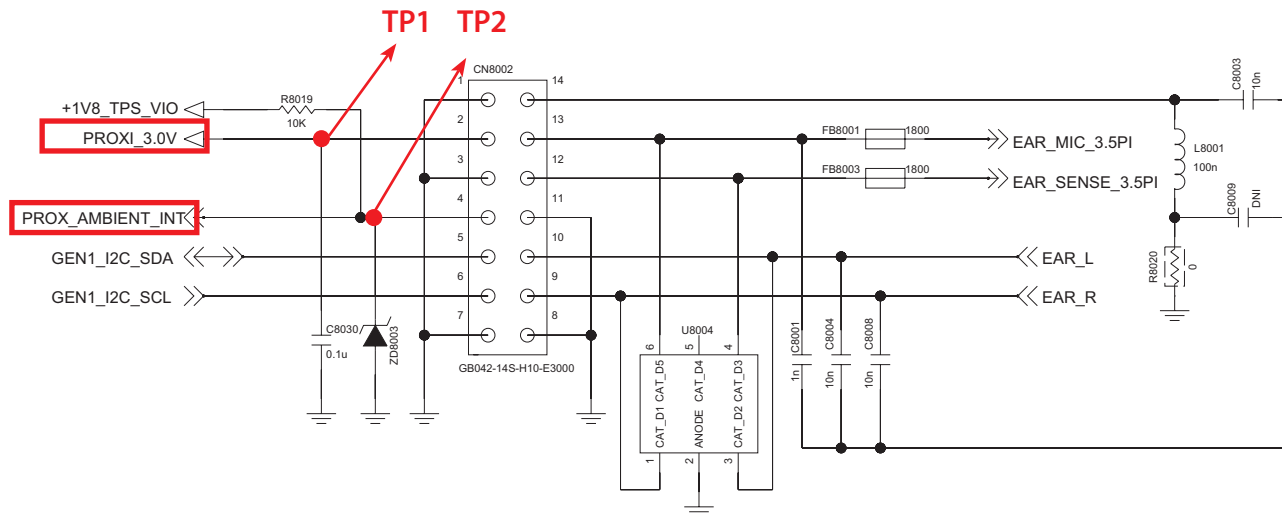 TP1 TP2
CN8002
1 14
2 13
3 12
4 11
5 10
6 9
7 8
GB042-14S-H10-E3000
+1V8_TPS_VIO
R8019
10K
PROXI_3.0V
PROX_AMBIENT_INT
GEN1_I2C_SDA
GEN1_I2C_SCL
C8030
0.1u
ZD8003
FB8001 1800
EAR_MIC_3.5PI
FB8003 1800
EAR_SENSE_3.5PI
EAR_L
EAR_R
U8004
6 5 4
CAT_D5 CAT_D4 CAT_D3
CAT_D1 ANODE CAT_D2
1 2 3
C8001
1n
C8004
10n
C8008
10n
C8003
10n
L8001
100n
C8009
DNI
R8020
0